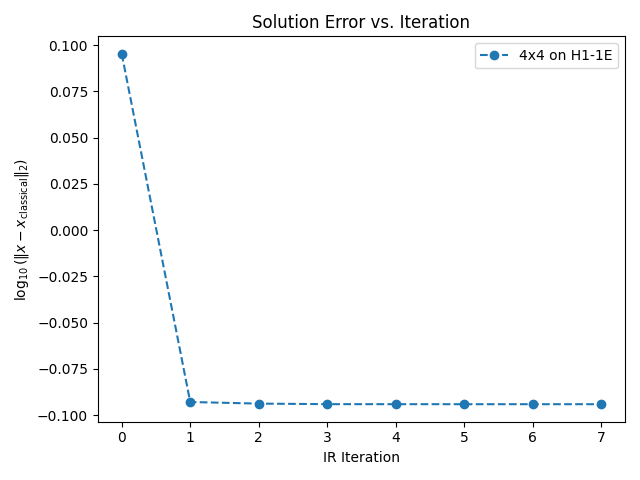 Solution Error vs. Iteration
4x4 on H1-1E
log₁₀(‖x − x_classical‖₂)
0.100
0.075
0.050
0.025
0.000
−0.025
−0.050
−0.075
−0.100
0 1 2 3 4 5 6 7
IR Iteration